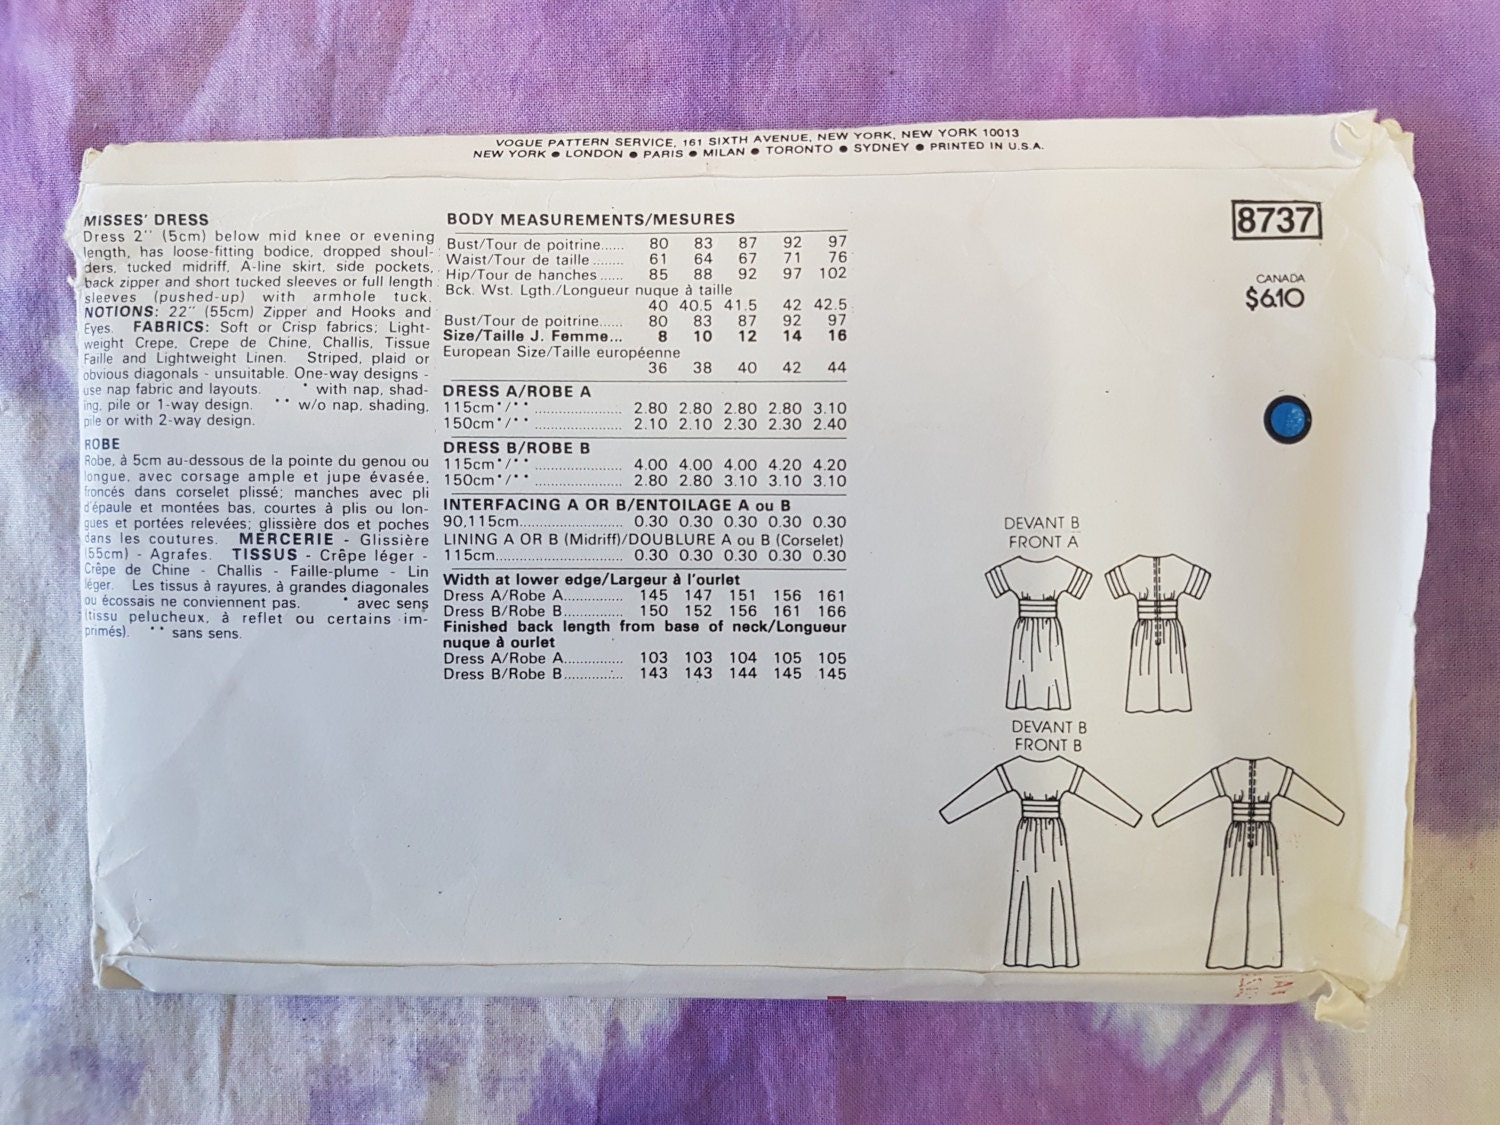 VOGUE PATTERN SERVICE, 161 SIXTH AVENUE, NEW YORK, NEW YORK 10013
NEW YORK ● LONDON ● PARIS ● MILAN ● TORONTO ● SYDNEY ● PRINTED IN U.S.A.
MISSES' DRESS
Dress 2'' (5cm) below mid knee or evening
length, has loose-fitting bodice, dropped shoul-
ders, tucked midriff, A-line skirt, side pockets,
back zipper and short tucked sleeves or full length
sleeves (pushed-up) with armhole tuck.
NOTIONS: 22'' (55cm) Zipper and Hooks and
Eyes. FABRICS: Soft or Crisp fabrics; Light-
weight Crepe, Crepe de Chine, Challis, Tissue
Faille and Lightweight Linen. Striped, plaid or
obvious diagonals - unsuitable. One-way designs -
use nap fabric and layouts. * with nap, shad-
ing, pile or 1-way design. ** w/o nap, shading,
pile or with 2-way design.
ROBE
Robe, à 5cm au-dessous de la pointe du genou ou
longue, avec corsage ample et jupe évasée,
froncés dans corselet plissé; manches avec pli
d'épaule et montées bas, courtes à plis ou lon-
gues et portées relevées; glissière dos et poches
dans les coutures. MERCERIE - Glissière
(55cm) - Agrafes. TISSUS - Crêpe léger -
Crêpe de Chine - Challis - Faille-plume - Lin
léger. Les tissus à rayures, à grandes diagonales
ou écossais ne conviennent pas. * avec sens
(tissu pelucheux, à reflet ou certains im-
primés). ** sans sens.
BODY MEASUREMENTS/MESURES
Bust/Tour de poitrine...... 80 83 87 92 97
Waist/Tour de taille ........ 61 64 67 71 76
Hip/Tour de hanches ...... 85 88 92 97 102
Bck. Wst. Lgth./Longueur nuque à taille
40 40.5 41.5 42 42.5
Bust/Tour de poitrine...... 80 83 87 92 97
Size/Taille J. Femme... 8 10 12 14 16
European Size/Taille européenne
36 38 40 42 44
DRESS A/ROBE A
115cm*/** ...................... 2.80 2.80 2.80 2.80 3.10
150cm*/** ...................... 2.10 2.10 2.30 2.30 2.40
DRESS B/ROBE B
115cm*/** ...................... 4.00 4.00 4.00 4.20 4.20
150cm*/** ...................... 2.80 2.80 3.10 3.10 3.10
INTERFACING A OR B/ENTOILAGE A ou B
90,115cm.......................... 0.30 0.30 0.30 0.30 0.30
LINING A OR B (Midriff)/DOUBLURE A ou B (Corselet)
115cm................................ 0.30 0.30 0.30 0.30 0.30
Width at lower edge/Largeur à l'ourlet
Dress A/Robe A............... 145 147 151 156 161
Dress B/Robe B............... 150 152 156 161 166
Finished back length from base of neck/Longueur
nuque à ourlet
Dress A/Robe A............... 103 103 104 105 105
Dress B/Robe B............... 143 143 144 145 145
8737
CANADA
$6.10
DEVANT B
FRONT A
DEVANT B
FRONT B